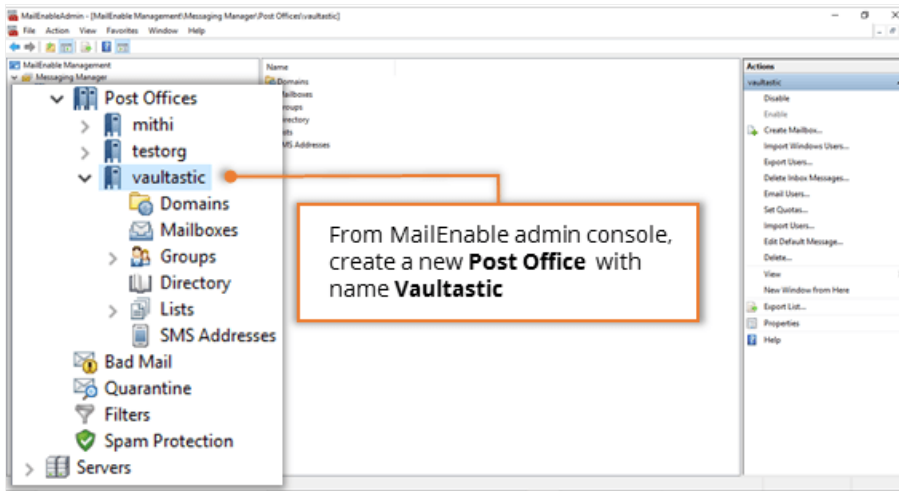 MailEnableAdmin - [MailEnable Management\Messaging Manager\Post Offices\vaultastic]
File Action View Favorites Window Help
MailEnable Management
Messaging Manager
Post Offices
mithi
testorg
vaultastic
Domains
Mailboxes
Groups
Directory
Lists
SMS Addresses
Bad Mail
Quarantine
Filters
Spam Protection
Servers
Name
Domains
From MailEnable admin console,
create a new Post Office with
name Vaultastic
Actions
vaultastic
Disable
Enable
Create Mailbox...
Import Windows Users...
Export Users...
Delete Inbox Messages...
Email Users...
Set Quotas...
Import Users...
Edit Default Message...
Delete...
View
New Window from Here
Export List...
Properties
Help